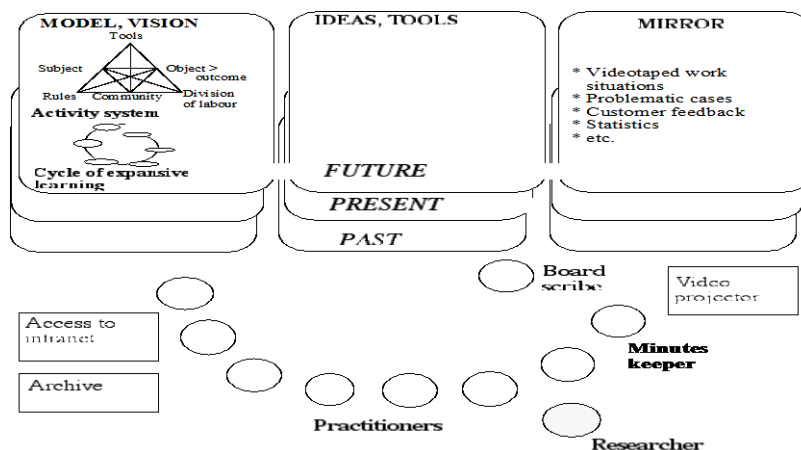 MODEL, VISION
Tools
Subject
Object >
outcome
Rules
Community
Division
of labour
Activity system
Cycle of expansive
learning
IDEAS, TOOLS
FUTURE
PRESENT
PAST
MIRROR
* Videotaped work
situations
* Problematic cases
* Customer feedback
* Statistics
* etc.
Board
scribe
Video
projector
Access to
intranet
Minutes
keeper
Archive
Practitioners
Researcher